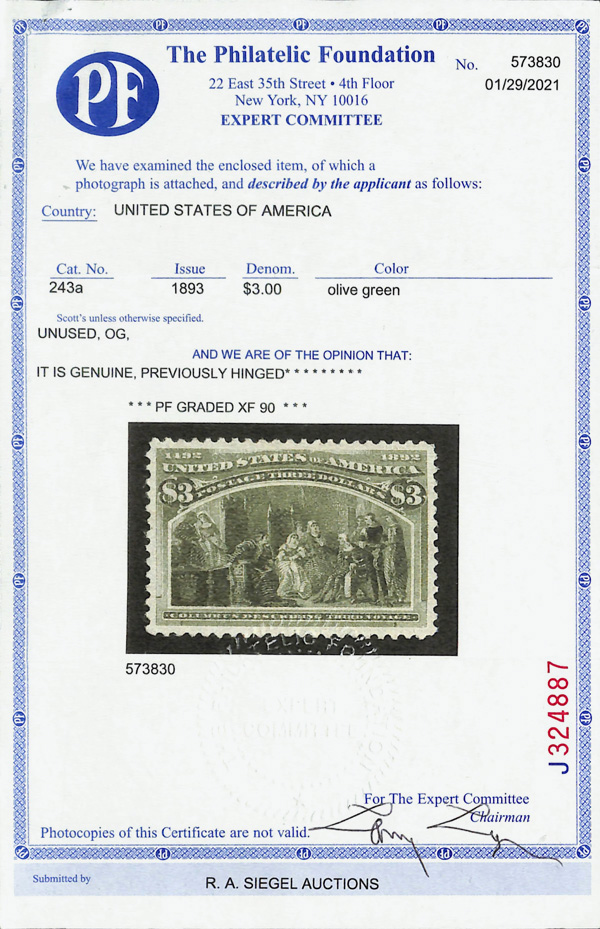 PF
The Philatelic Foundation
22 East 35th Street • 4th Floor
New York, NY 10016
EXPERT COMMITTEE
No. 573830
01/29/2021
We have examined the enclosed item, of which a
photograph is attached, and described by the applicant as follows:
Country: UNITED STATES OF AMERICA
Cat. No. Issue Denom. Color
243a 1893 $3.00 olive green
Scott's unless otherwise specified.
UNUSED, OG,
AND WE ARE OF THE OPINION THAT:
IT IS GENUINE, PREVIOUSLY HINGED* * * * * * * * *
* * * PF GRADED XF 90 * * *
1492 1892
UNITED STATES OF AMERICA
$3 POSTAGE THREE DOLLARS $3
COLUMBUS DESCRIBING THIRD VOYAGE
573830
J324887
For The Expert Committee
Chairman
Photocopies of this Certificate are not valid.
Submitted by R. A. SIEGEL AUCTIONS